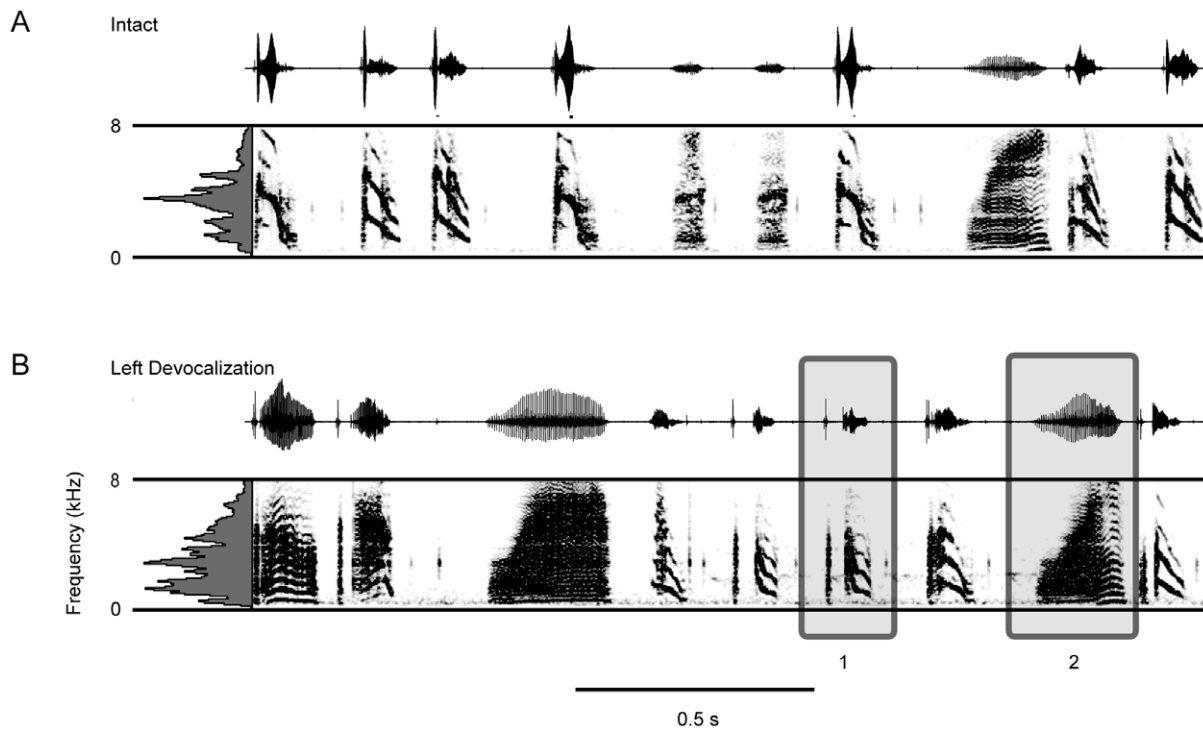 A
Intact
8
0
B
Left Devocalization
8
Frequency (kHz)
0
1
2
0.5 s